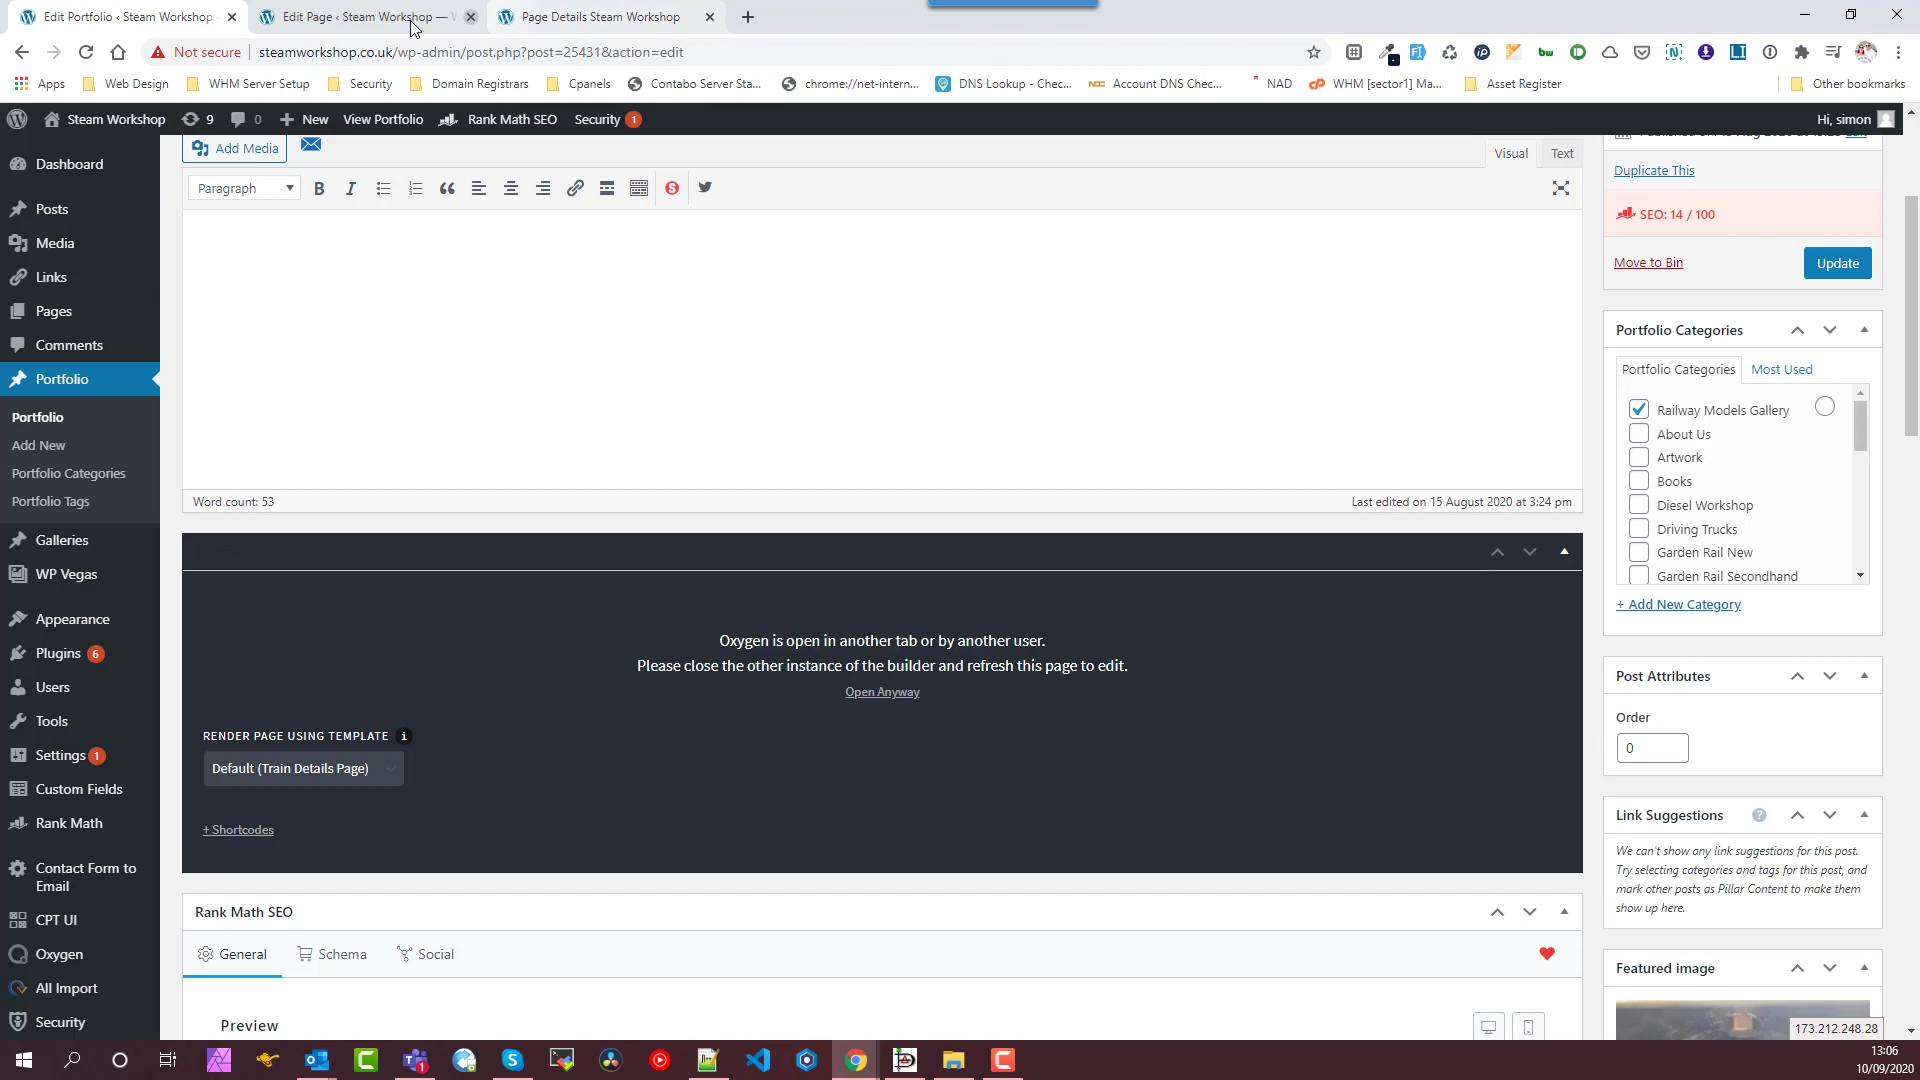 Edit Portfolio ‹ Steam Workshop
Edit Page ‹ Steam Workshop — W
Page Details Steam Workshop
Not secure
steamworkshop.co.uk/wp-admin/post.php?post=25431&action=edit
Apps
Web Design
WHM Server Setup
Security
Domain Registrars
Cpanels
Contabo Server Sta...
chrome://net-intern...
DNS Lookup - Chec...
Account DNS Chec...
NAD
WHM [sector1] Ma...
Asset Register
Other bookmarks
Steam Workshop
9
0
New
View Portfolio
Rank Math SEO
Security 1
Hi, simon
Dashboard
Posts
Media
Links
Pages
Comments
Portfolio
Portfolio
Add New
Portfolio Categories
Portfolio Tags
Galleries
WP Vegas
Appearance
Plugins 6
Users
Tools
Settings 1
Custom Fields
Rank Math
Contact Form to
Email
CPT UI
Oxygen
All Import
Security
Add Media
Visual
Text
Paragraph
Word count: 53
Last edited on 15 August 2020 at 3:24 pm
Oxygen is open in another tab or by another user.
Please close the other instance of the builder and refresh this page to edit.
Open Anyway
RENDER PAGE USING TEMPLATE
Default (Train Details Page)
+ Shortcodes
Rank Math SEO
General
Schema
Social
Preview
Duplicate This
SEO: 14 / 100
Move to Bin
Update
Portfolio Categories
Portfolio Categories
Most Used
Railway Models Gallery
About Us
Artwork
Books
Diesel Workshop
Driving Trucks
Garden Rail New
Garden Rail Secondhand
+ Add New Category
Post Attributes
Order
0
Link Suggestions
We can't show any link suggestions for this post.
Try selecting categories and tags for this post, and
mark other posts as Pillar Content to make them
show up here.
Featured image
173.212.248.28
13:06
10/09/2020